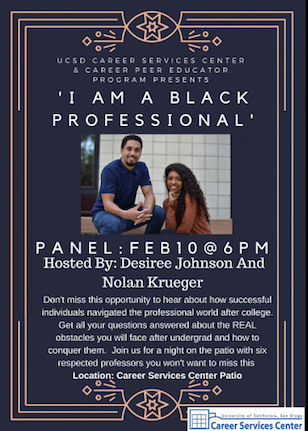 UCSD CAREER SERVICES CENTER
& CAREER PEER EDUCATOR
PROGRAM PRESENTS
'I AM A BLACK
PROFESSIONAL'
PANEL:FEB10@6PM
Hosted By: Desiree Johnson And
Nolan Krueger
Don't miss this opportunity to hear about how successful
individuals navigated the professional world after college.
Get all your questions answered about the REAL
obstacles you will face after undergrad and how to
conquer them. Join us for a night on the patio with six
respected professors you won't want to miss this
Location: Career Services Center Patio
University of California, San Diego
Career Services Center